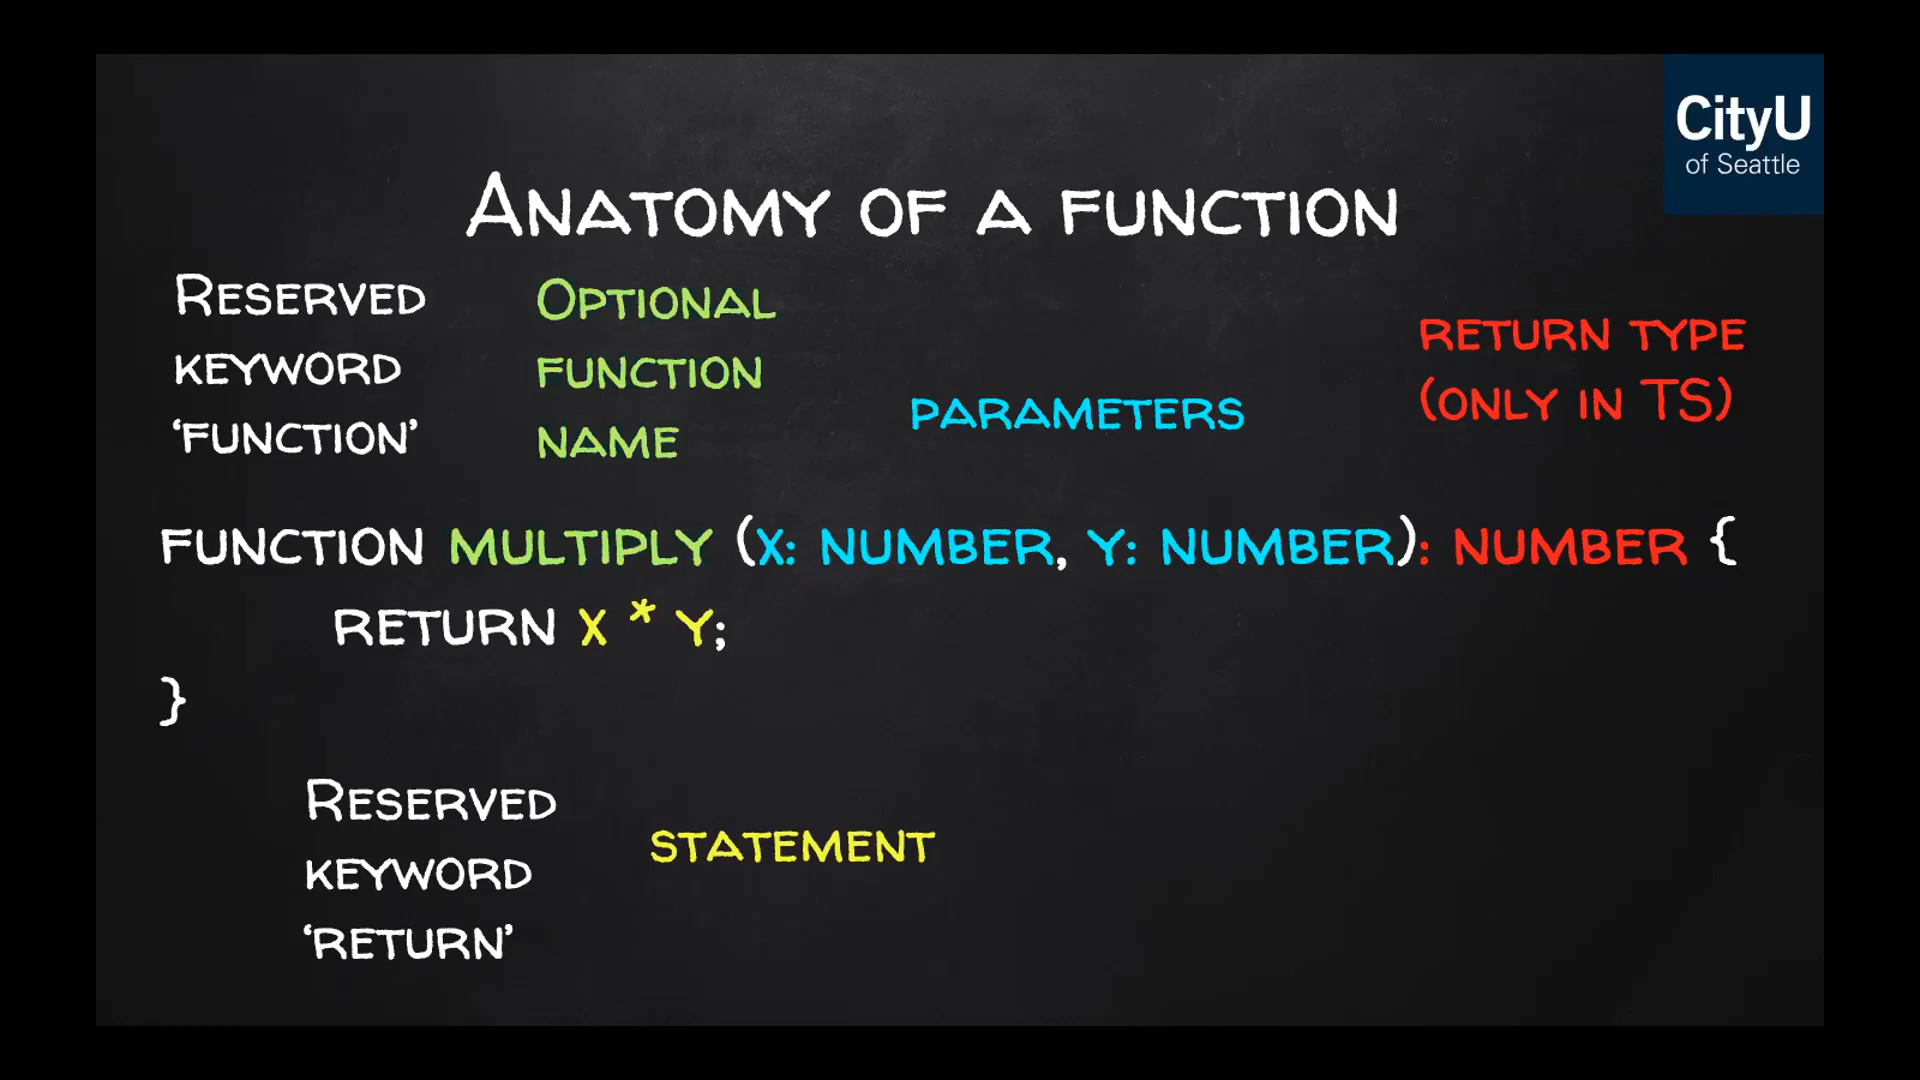 CityU
of Seattle
Anatomy of a function
Reserved
keyword
‘function’
Optional
function
name
parameters
return type
(only in TS)
function multiply (x: number, y: number): number {
return x * y;
}
Reserved
keyword
‘return’
statement